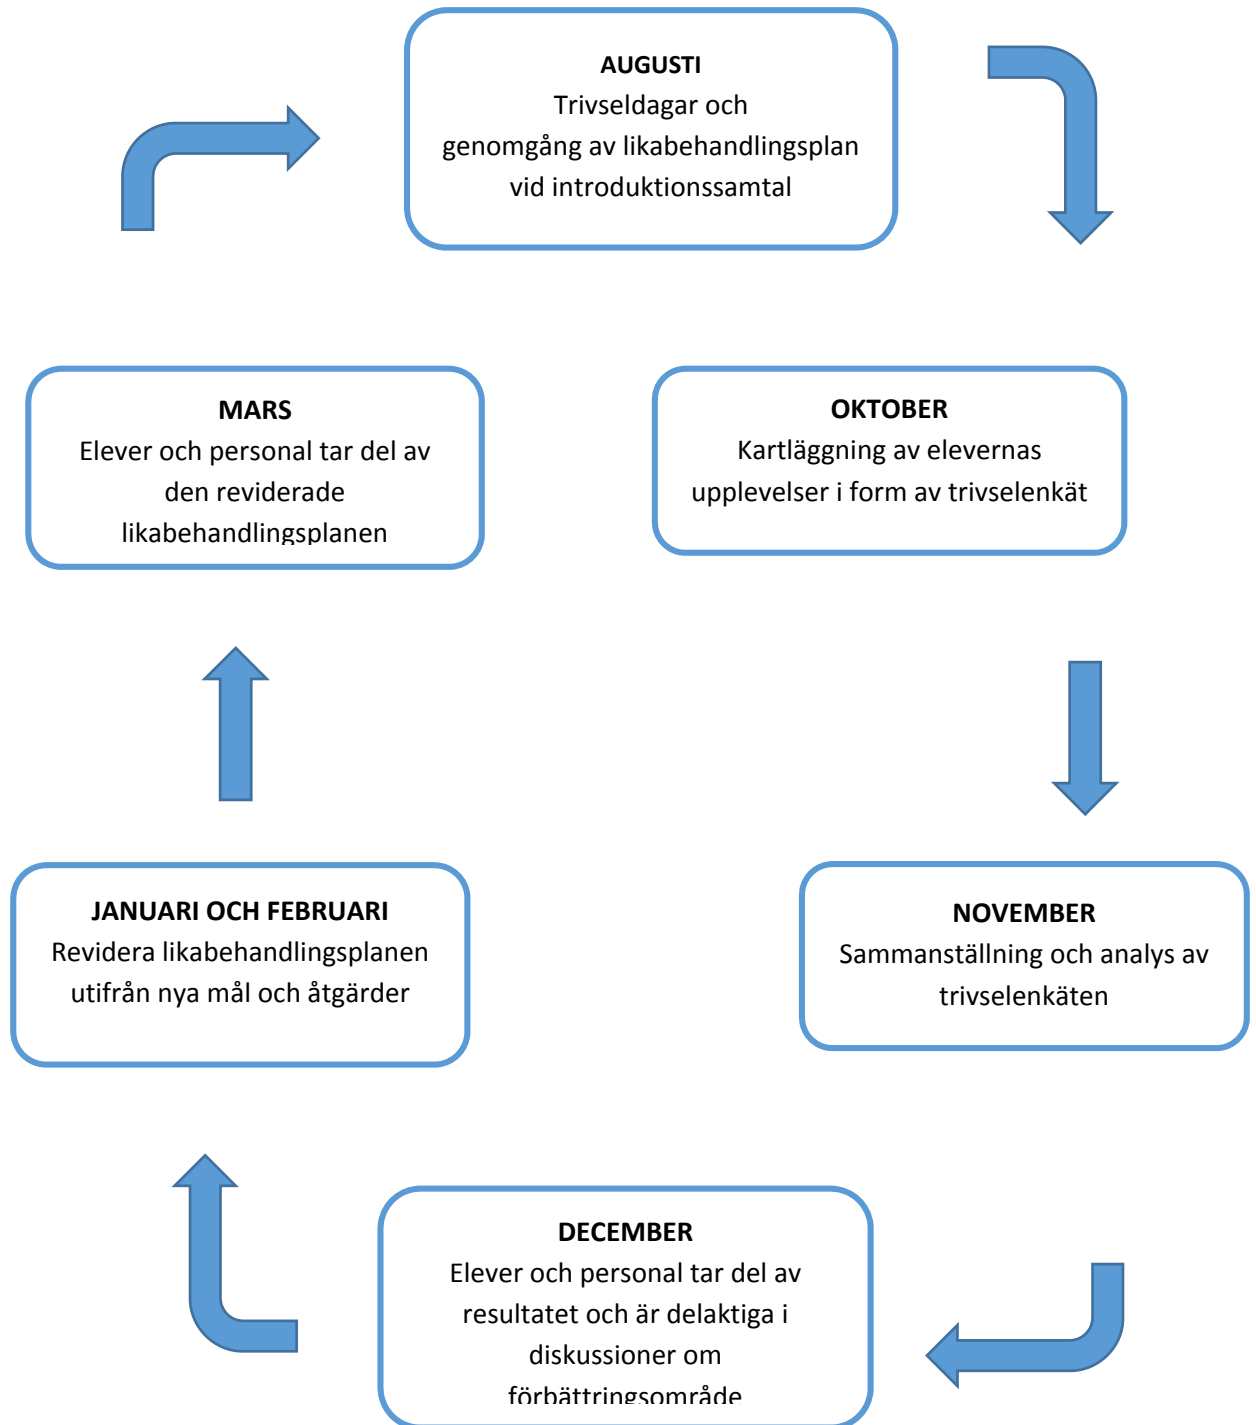 AUGUSTI
Trivseldagar och
genomgång av likabehandlingsplan
vid introduktionssamtal
OKTOBER
Kartläggning av elevernas
upplevelser i form av trivselenkät
NOVEMBER
Sammanställning och analys av
trivselenkäten
DECEMBER
Elever och personal tar del av
resultatet och är delaktiga i
diskussioner om
förbättringsområde
JANUARI OCH FEBRUARI
Revidera likabehandlingsplanen
utifrån nya mål och åtgärder
MARS
Elever och personal tar del av
den reviderade
likabehandlingsplanen